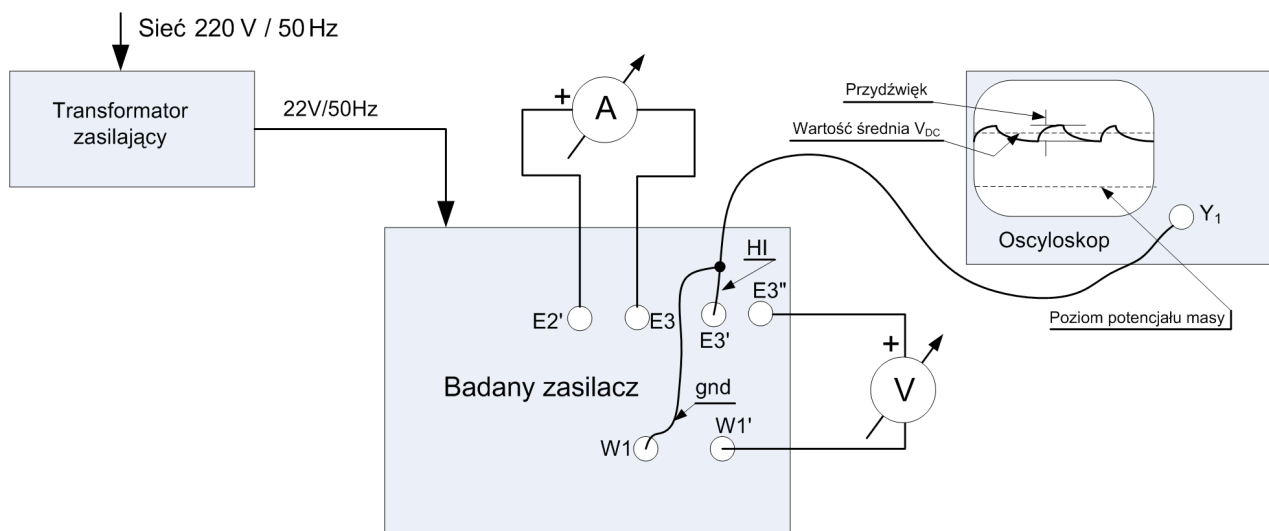 Sieć 220 V / 50 Hz
Transformator
zasilający
22V/50Hz
+
A
Przydźwięk
Wartość średnia VDC
Y1
Oscyloskop
Poziom potencjału masy
HI
E2'
E3
E3'
E3"
+
V
Badany zasilacz
gnd
W1
W1'